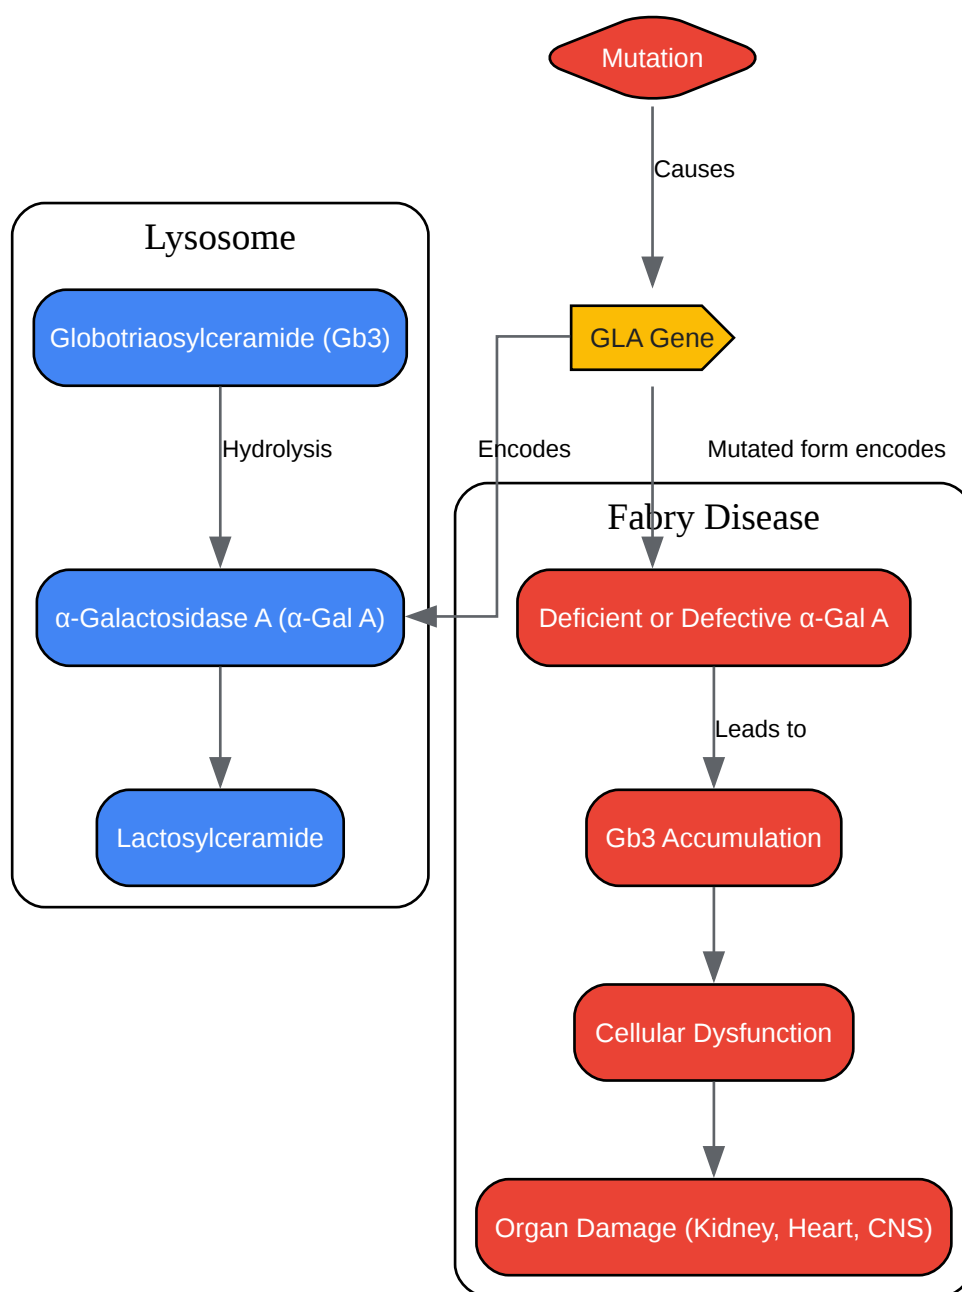 Mutation
Causes
Lysosome
Globotriaosylceramide (Gb3)
GLA Gene
Hydrolysis
Encodes
Mutated form encodes
Fabry Disease
α-Galactosidase A (α-Gal A)
Deficient or Defective α-Gal A
Leads to
Lactosylceramide
Gb3 Accumulation
Cellular Dysfunction
Organ Damage (Kidney, Heart, CNS)